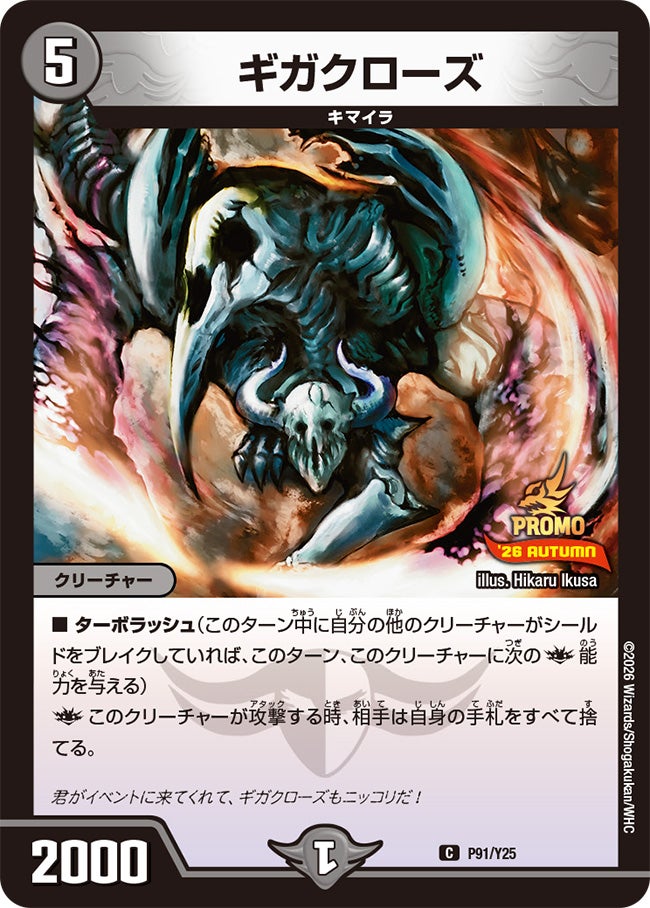 5
ギガクローズ
キマイラ
PROMO
'26 AUTUMN
illus. Hikaru Ikusa
クリーチャー
■ ターボラッシュ(このターン中に自分の他のクリーチャーがシール
ドをブレイクしていれば、このターン、このクリーチャーに次の 能
力を与える)
このクリーチャーが攻撃する時、相手は自身の手札をすべて捨
てる。
君がイベントに来てくれて、ギガクローズもニッコリだ！
©2026 Wizards/Shogakukan/WHC
2000
1
C P91/Y25